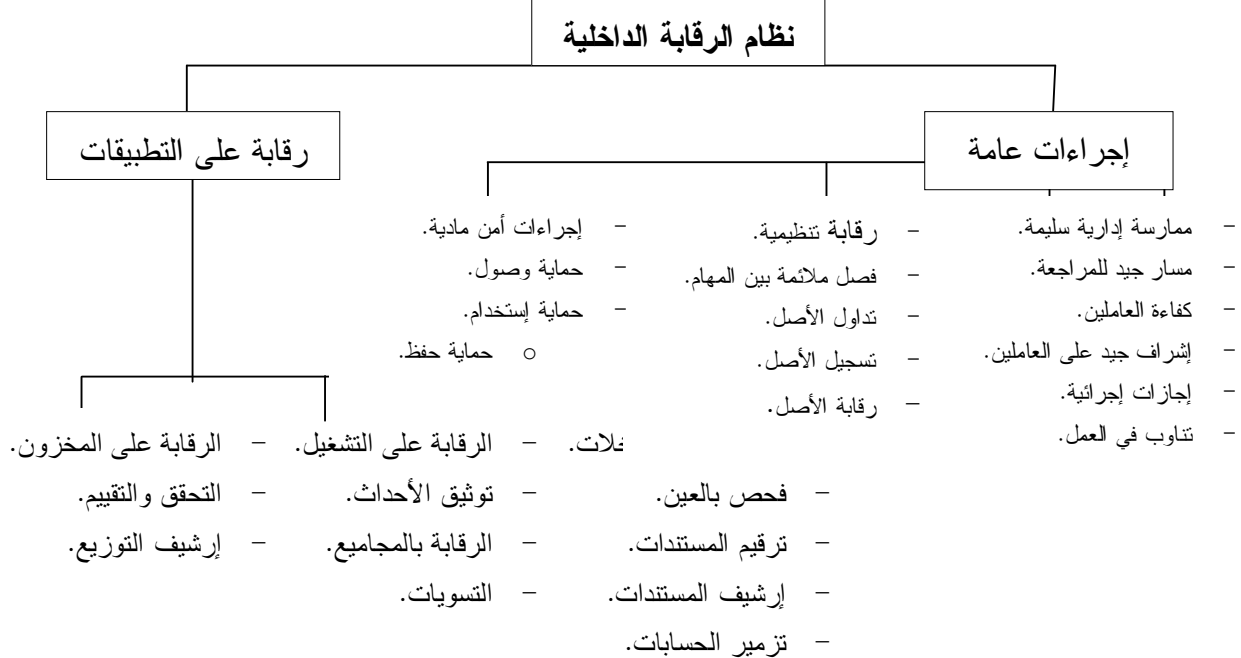 نظام الرقابة الداخلية
إجراءات عامة
رقابة على التطبيقات
- ممارسة إدارية سليمة.
- مسار جيد للمراجعة.
- كفاءة العاملين.
- إشراف جيد على العاملين.
- إجازات إجرائية.
- تناوب في العمل.
- رقابة تنظيمية.
- فصل ملائمة بين المهام.
- تداول الأصل.
- تسجيل الأصل.
- رقابة الأصل.
- إجراءات أمن مادية.
- حماية وصول.
- حماية إستخدام.
o حماية حفظ.
- فحص بالعين.
- ترقيم المستندات.
- إرشيف المستندات.
- تزمير الحسابات.
- الرقابة على التشغيل.
- توثيق الأحداث.
- الرقابة بالمجاميع.
- التسويات.
- الرقابة على المخزون.
- التحقق والتقييم.
- إرشيف التوزيع.